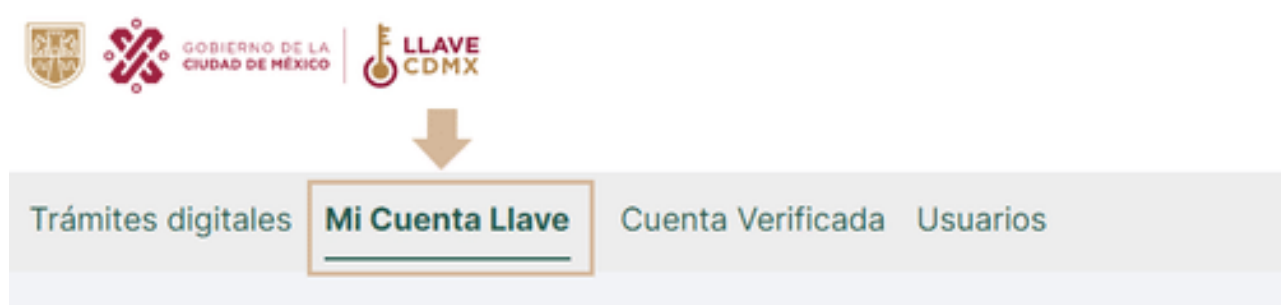 GOBIERNO DE LA
CIUDAD DE MÉXICO
LLAVE
CDMX
Trámites digitales Mi Cuenta Llave Cuenta Verificada Usuarios